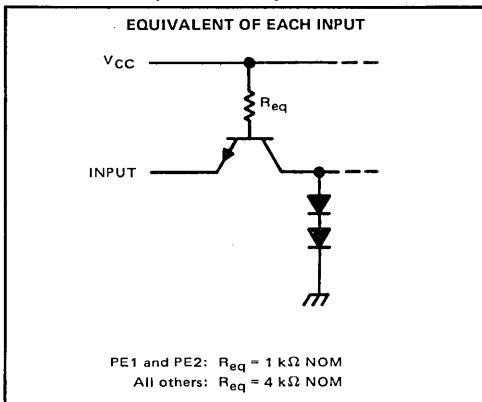 EQUIVALENT OF EACH INPUT
VCC
Req
INPUT
PE1 and PE2: Req = 1 kΩ NOM
All others: Req = 4 kΩ NOM